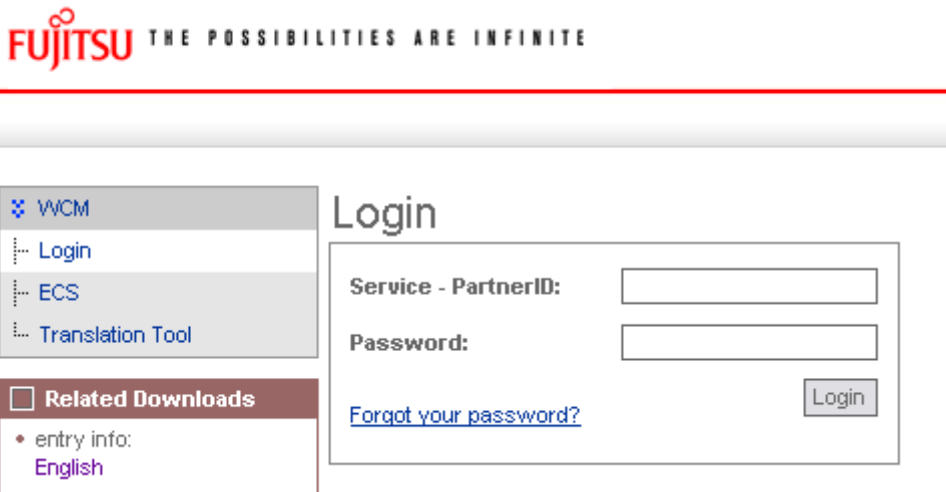 FUJITSU THE POSSIBILITIES ARE INFINITE
WCM
Login
ECS
Translation Tool
Related Downloads
• entry info:
English
Login
Service - PartnerID:
Password:
Forgot your password?
Login